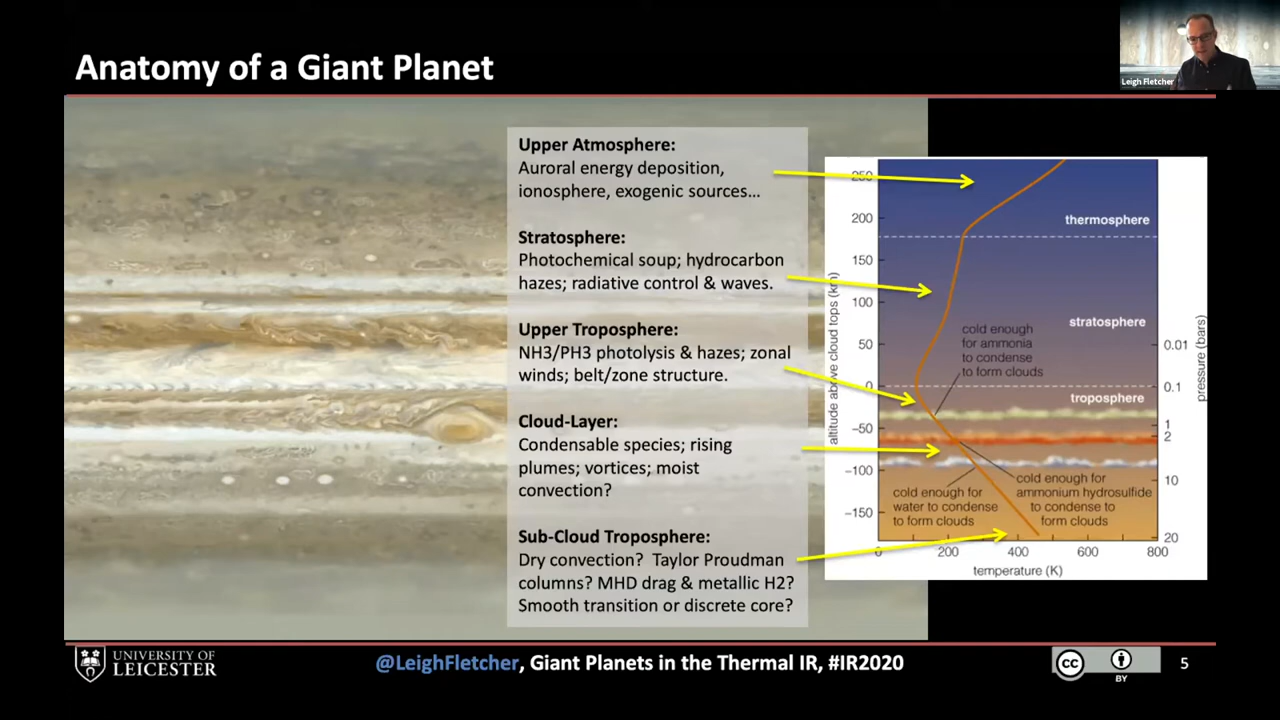 Anatomy of a Giant Planet
Leigh Fletcher
Upper Atmosphere:
Auroral energy deposition,
ionosphere, exogenic sources...
Stratosphere:
Photochemical soup; hydrocarbon
hazes; radiative control & waves.
Upper Troposphere:
NH3/PH3 photolysis & hazes; zonal
winds; belt/zone structure.
Cloud-Layer:
Condensable species; rising
plumes; vortices; moist
convection?
Sub-Cloud Troposphere:
Dry convection? Taylor Proudman
columns? MHD drag & metallic H2?
Smooth transition or discrete core?
altitude above cloud tops (km)
250
200
150
100
50
0
−50
−100
−150
thermosphere
stratosphere
cold enough
for ammonia
to condense
to form clouds
troposphere
cold enough for
water to condense
to form clouds
cold enough for
ammonium hydrosulfide
to condense to
form clouds
0.01
0.1
1
2
10
20
pressure (bars)
0 200 400 600 800
temperature (K)
UNIVERSITY OF
LEICESTER
@LeighFletcher, Giant Planets in the Thermal IR, #IR2020
cc
BY
5